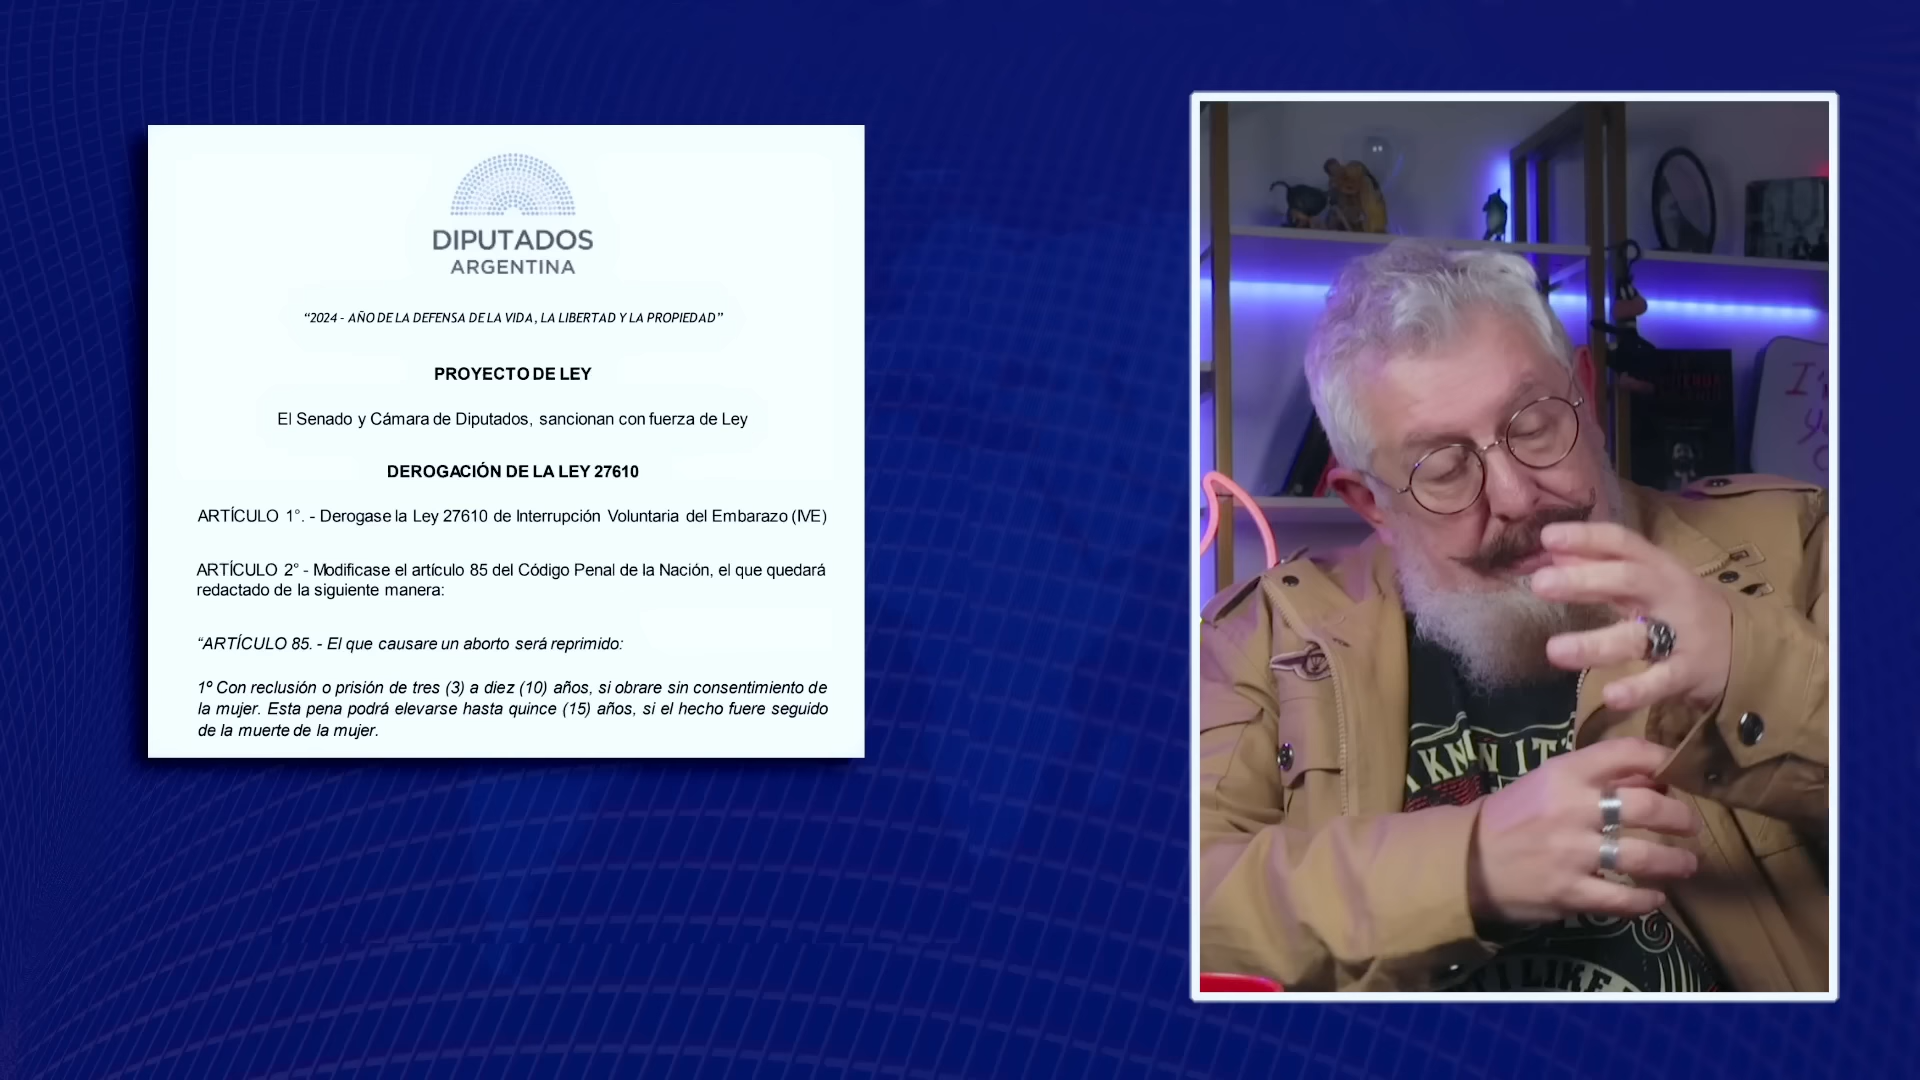 DIPUTADOS
ARGENTINA
“2024 - AÑO DE LA DEFENSA DE LA VIDA, LA LIBERTAD Y LA PROPIEDAD”
PROYECTO DE LEY
El Senado y Cámara de Diputados, sancionan con fuerza de Ley
DEROGACIÓN DE LA LEY 27610
ARTÍCULO 1°. - Derogase la Ley 27610 de Interrupción Voluntaria del Embarazo (IVE)
ARTÍCULO 2° - Modificase el artículo 85 del Código Penal de la Nación, el que quedará
redactado de la siguiente manera:
“ARTÍCULO 85. - El que causare un aborto será reprimido:
1º Con reclusión o prisión de tres (3) a diez (10) años, si obrare sin consentimiento de
la mujer. Esta pena podrá elevarse hasta quince (15) años, si el hecho fuere seguido
de la muerte de la mujer.
KNOW IT'S
I LIKE